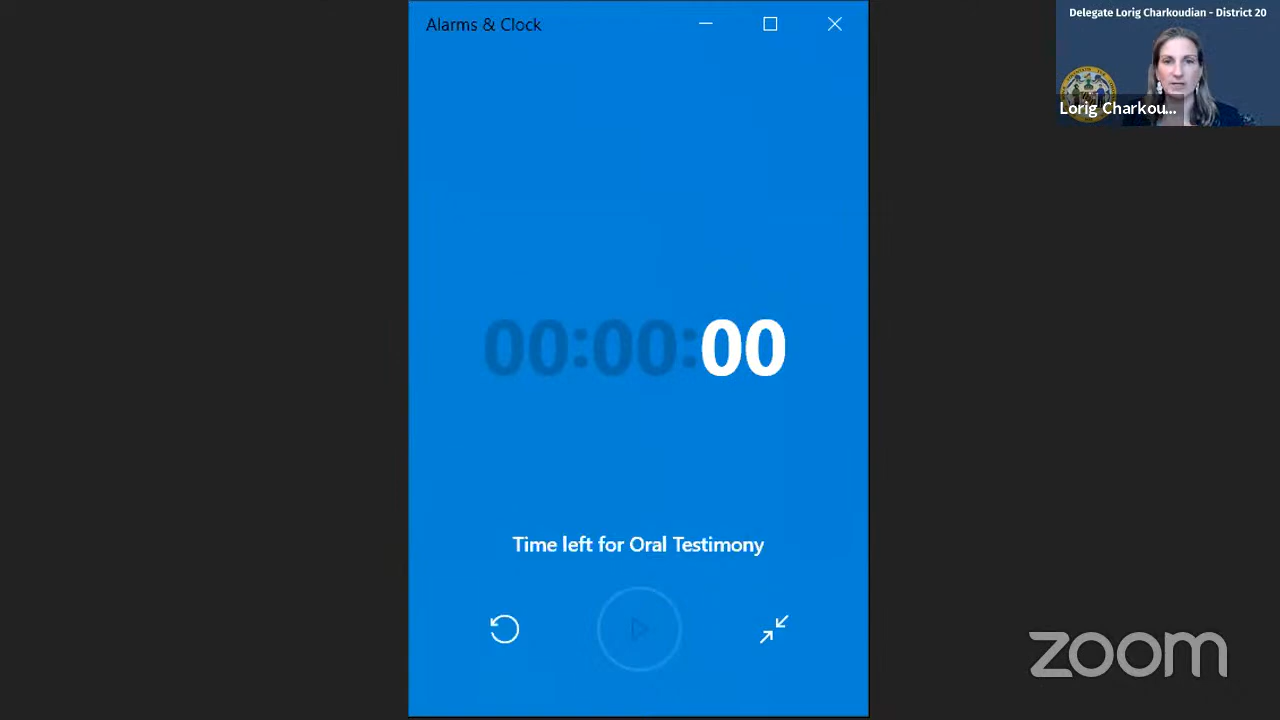 Alarms & Clock
Delegate Lorig Charkoudian - District 20
Lorig Charkou...
00:00:00
Time left for Oral Testimony
zoom